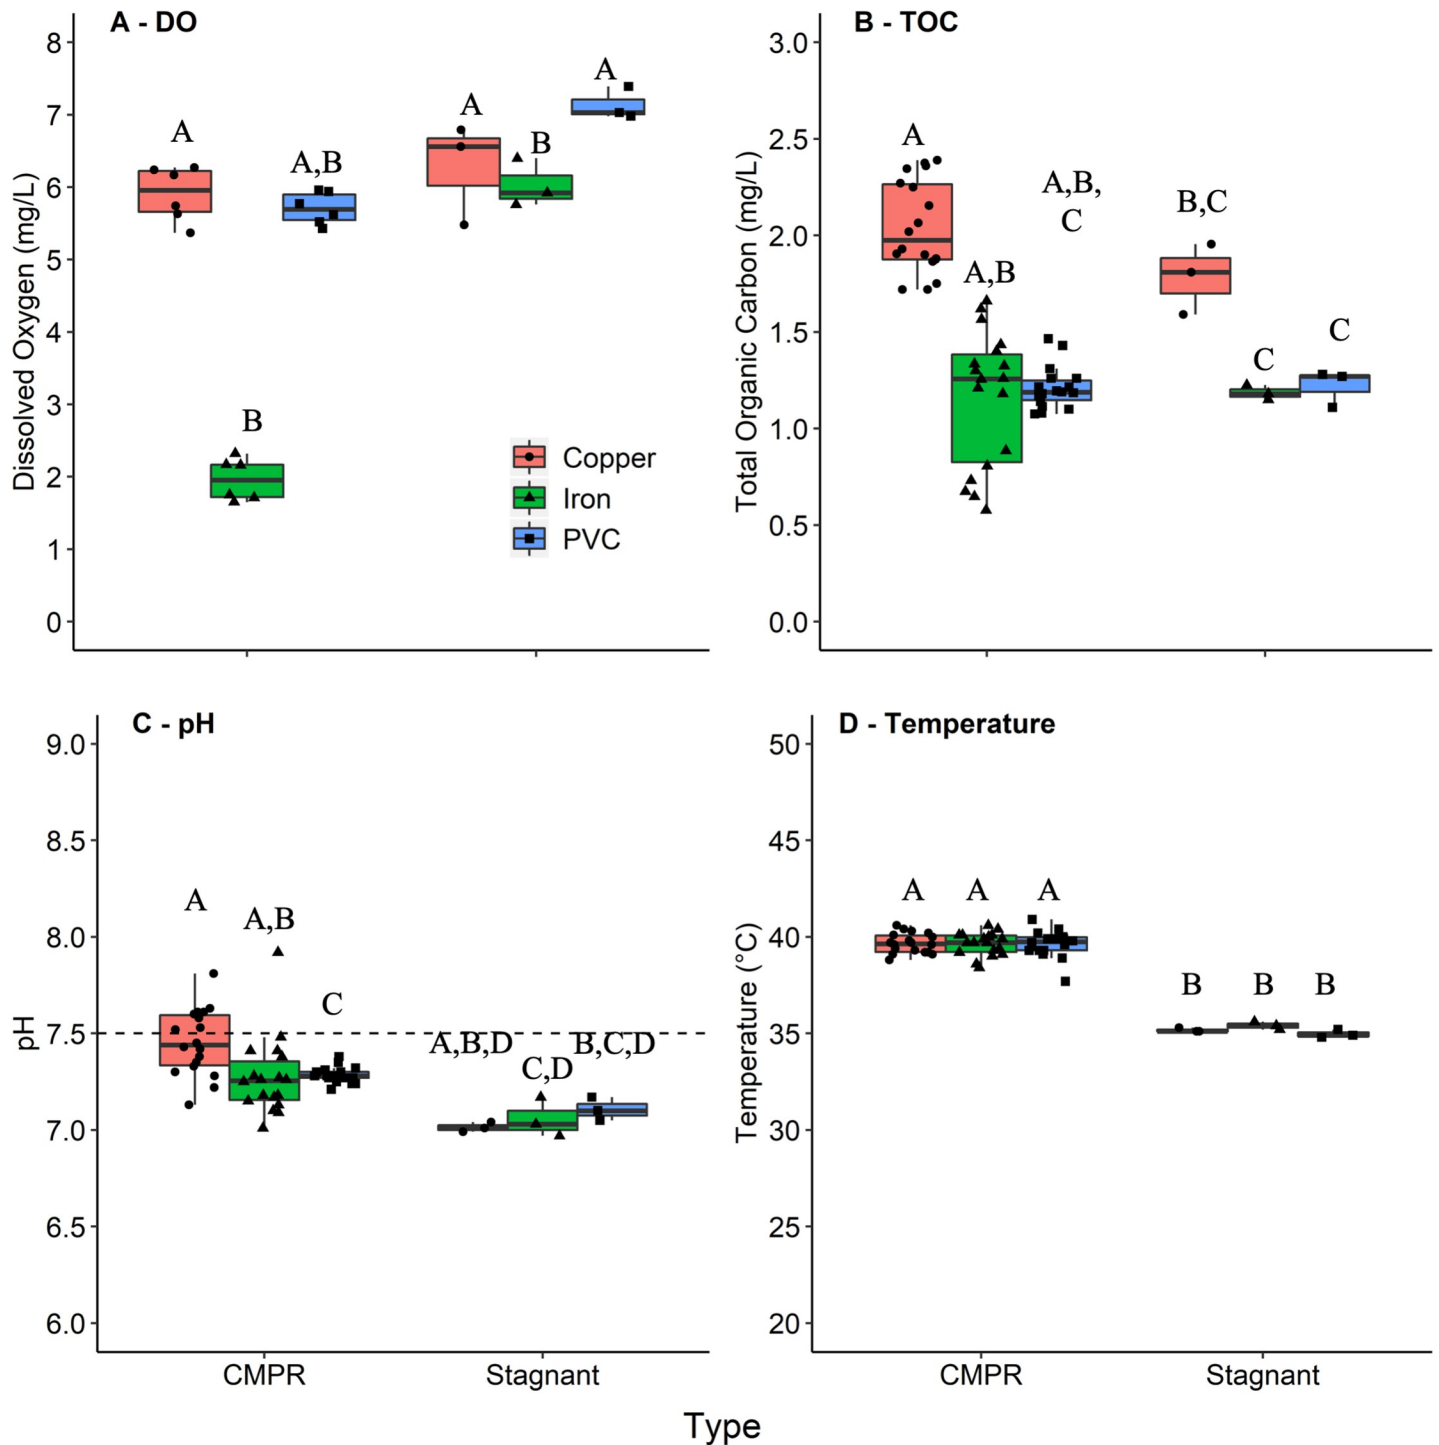 A - DO
8
7
6
5
4
3
2
1
0
Dissolved Oxygen (mg/L)
A
B
A,B
A
B
A
Copper
Iron
PVC
B - TOC
3.0
2.5
2.0
1.5
1.0
0.5
0.0
Total Organic Carbon (mg/L)
A
A,B
A,B,
C
B,C
C
C
C - pH
9.0
8.5
8.0
7.5
7.0
6.5
6.0
pH
A
A,B
C
A,B,D
C,D
B,C,D
CMPR
Stagnant
D - Temperature
50
45
40
35
30
25
20
Temperature (°C)
A
A
A
B
B
B
CMPR
Stagnant
Type